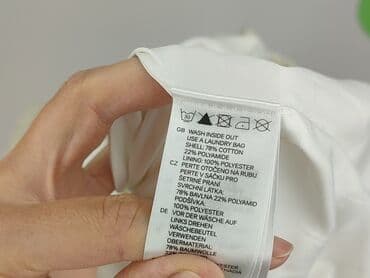 30
GB WASH INSIDE OUT
USE A LAUNDRY BAG
SHELL: 78% COTTON
22% POLYAMIDE
LINING: 100% POLYESTER
CZ PERTE OTOČENO NA RUBU
PERTE V SÁČKU PRO
ŠETRNÉ PRANÍ
SVRCHNÍ LÁTKA:
78% BAVLNA 22% POLYAMID
PODŠÍVKA:
100% POLYESTER
DE VOR DER WÄSCHE AUF
LINKS DREHEN
WÄSCHEBEUTEL
VERWENDEN
OBERMATERIAL:
78% BAUMWOLLE